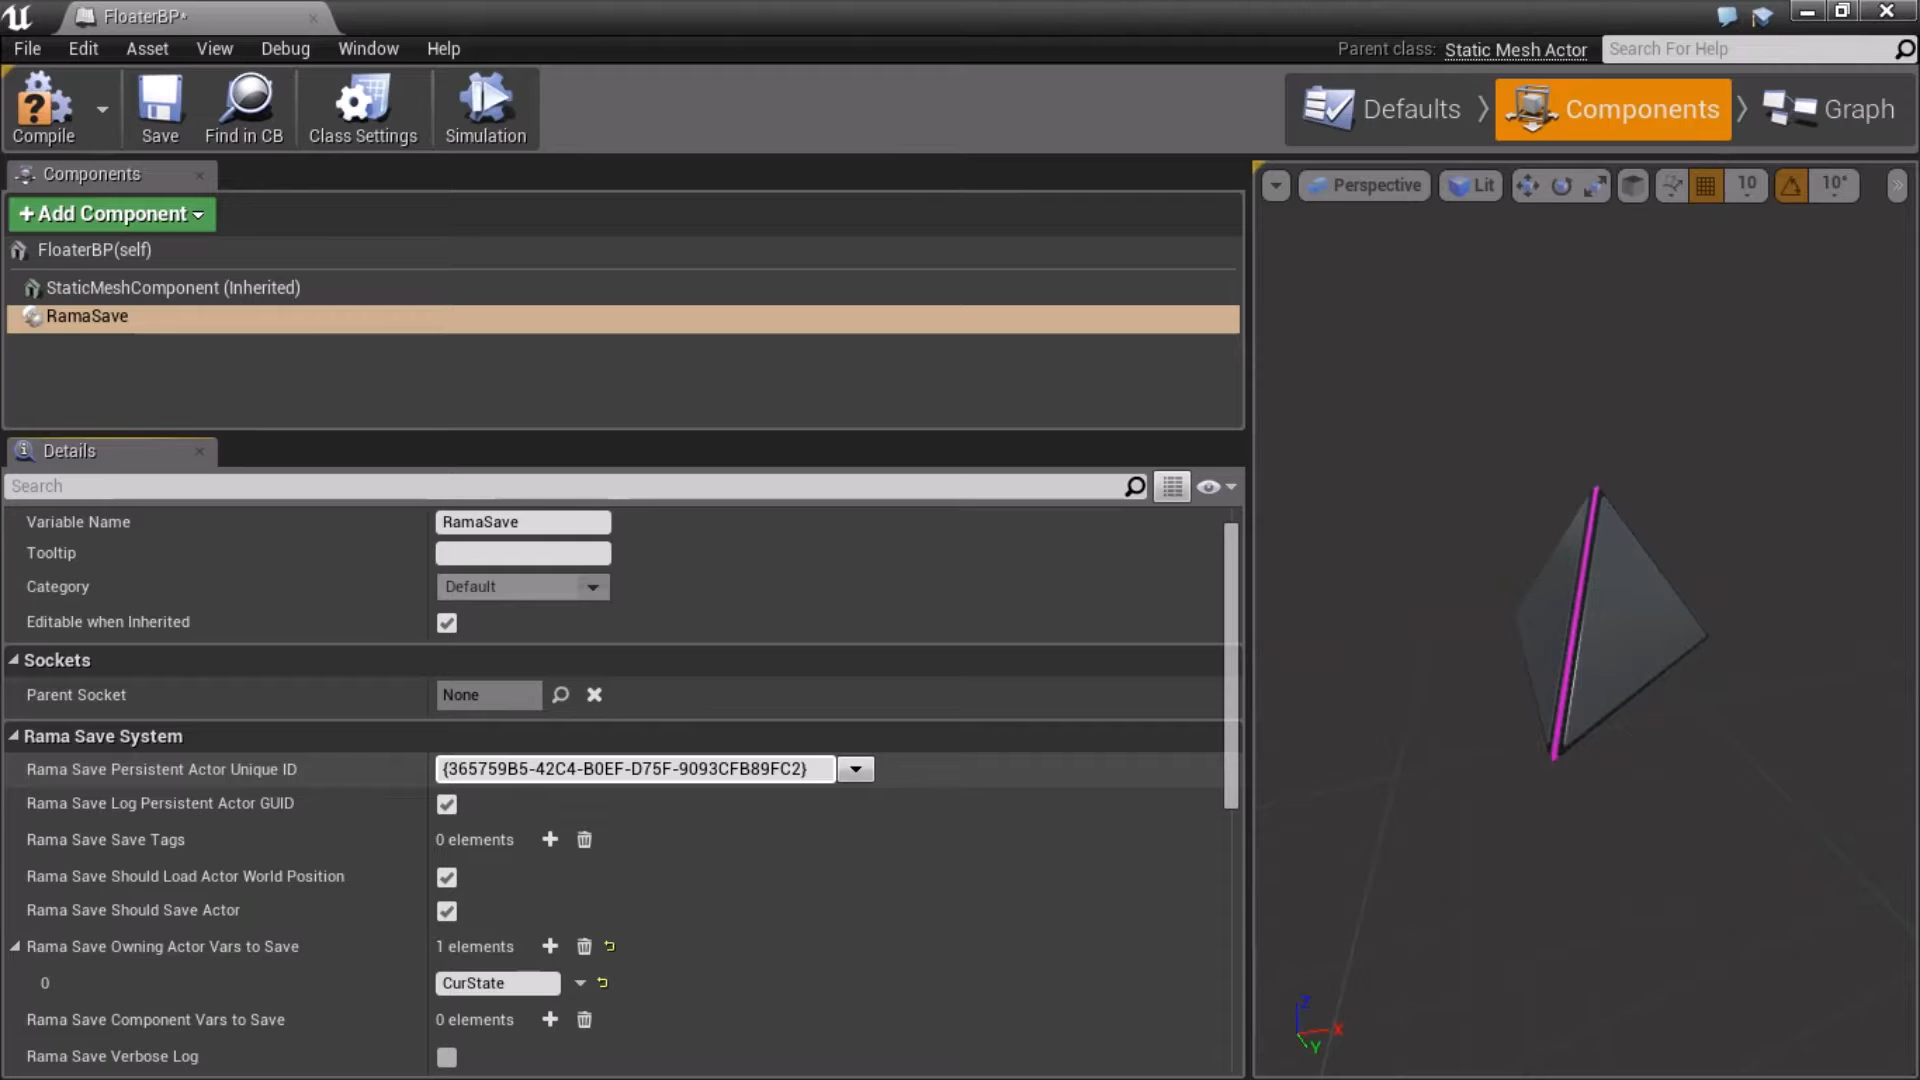 FloaterBP*
File Edit Asset View Debug Window Help
Parent class: Static Mesh Actor
Search For Help
Compile Save Find in CB Class Settings Simulation
Defaults Components Graph
Components
+Add Component
FloaterBP(self)
StaticMeshComponent (Inherited)
RamaSave
Perspective Lit 10 10°
Details
Search
Variable Name RamaSave
Tooltip
Category Default
Editable when Inherited
Sockets
Parent Socket None
Rama Save System
Rama Save Persistent Actor Unique ID {365759B5-42C4-B0EF-D75F-9093CFB89FC2}
Rama Save Log Persistent Actor GUID
Rama Save Save Tags 0 elements
Rama Save Should Load Actor World Position
Rama Save Should Save Actor
Rama Save Owning Actor Vars to Save 1 elements
0 CurState
Rama Save Component Vars to Save 0 elements
Rama Save Verbose Log
Z
X
Y